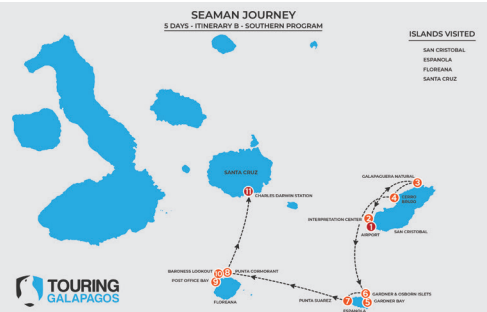 SEAMAN JOURNEY
5 DAYS - ITINERARY B - SOUTHERN PROGRAM
ISLANDS VISITED
SAN CRISTOBAL
ESPANOLA
FLOREANA
SANTA CRUZ
SANTA CRUZ
11
CHARLES DARWIN STATION
GALAPAGUERA NATURAL
3
4
CERRO
BRUJO
INTERPRETATION CENTER
2
1
AIRPORT
SAN CRISTOBAL
BARONESS LOOKOUT
10
8
PUNTA CORMORANT
POST OFFICE BAY
9
FLOREANA
6
GARDNER & OSBORN ISLETS
PUNTA SUAREZ
7
5
GARDNER BAY
ESPANOLA
TOURING
GALAPAGOS